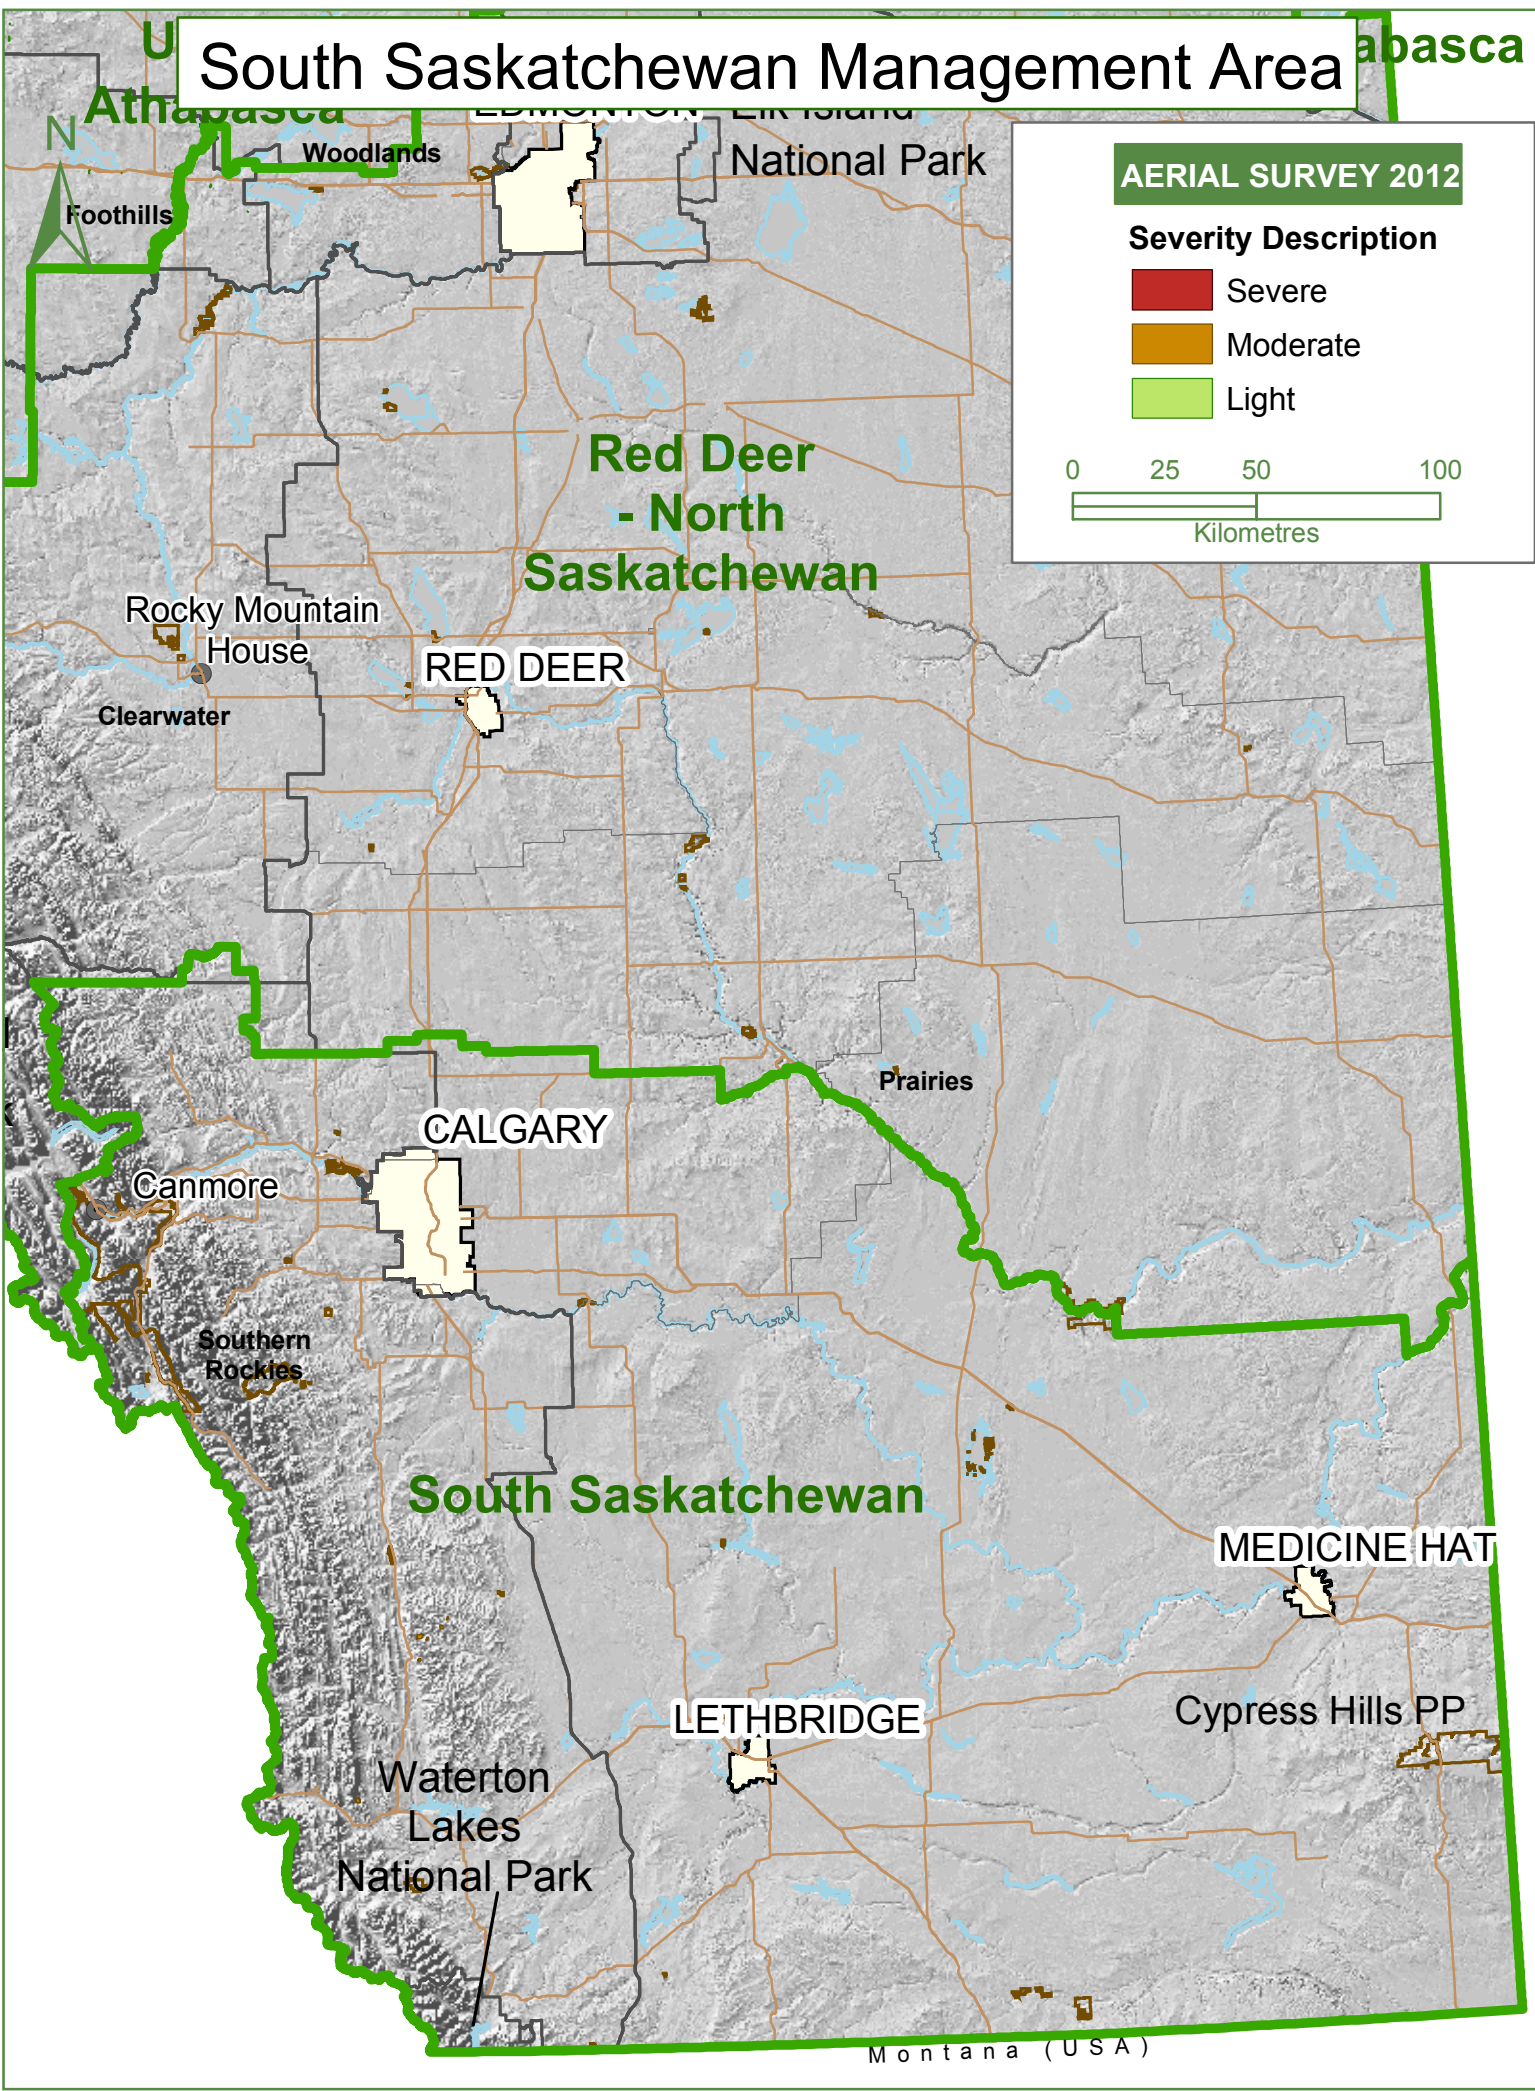 South Saskatchewan Management Area
U
abasca
Athabasca
N
EDMONTON
Elk Island
National Park
Woodlands
Foothills
AERIAL SURVEY 2012
Severity Description
Severe
Moderate
Light
0 25 50 100
Kilometres
Red Deer
- North
Saskatchewan
Rocky Mountain
House
RED DEER
Clearwater
Prairies
CALGARY
Canmore
Southern
Rockies
South Saskatchewan
MEDICINE HAT
LETHBRIDGE
Cypress Hills PP
Waterton
Lakes
National Park
Montana (USA)